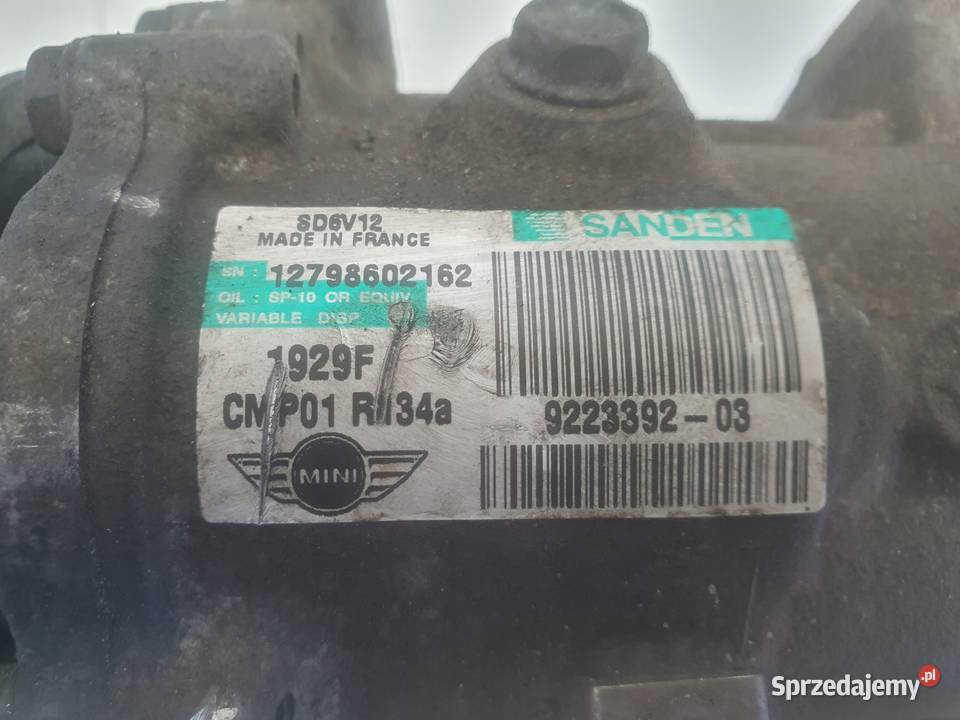 SD6V12
MADE IN FRANCE
SANDEN
SN : 12798602162
OIL : SP-10 OR EQUIV
VARIABLE DISP.
1929F
CMP01 R134a
9223392-03
MINI
Sprzedajemy.pl